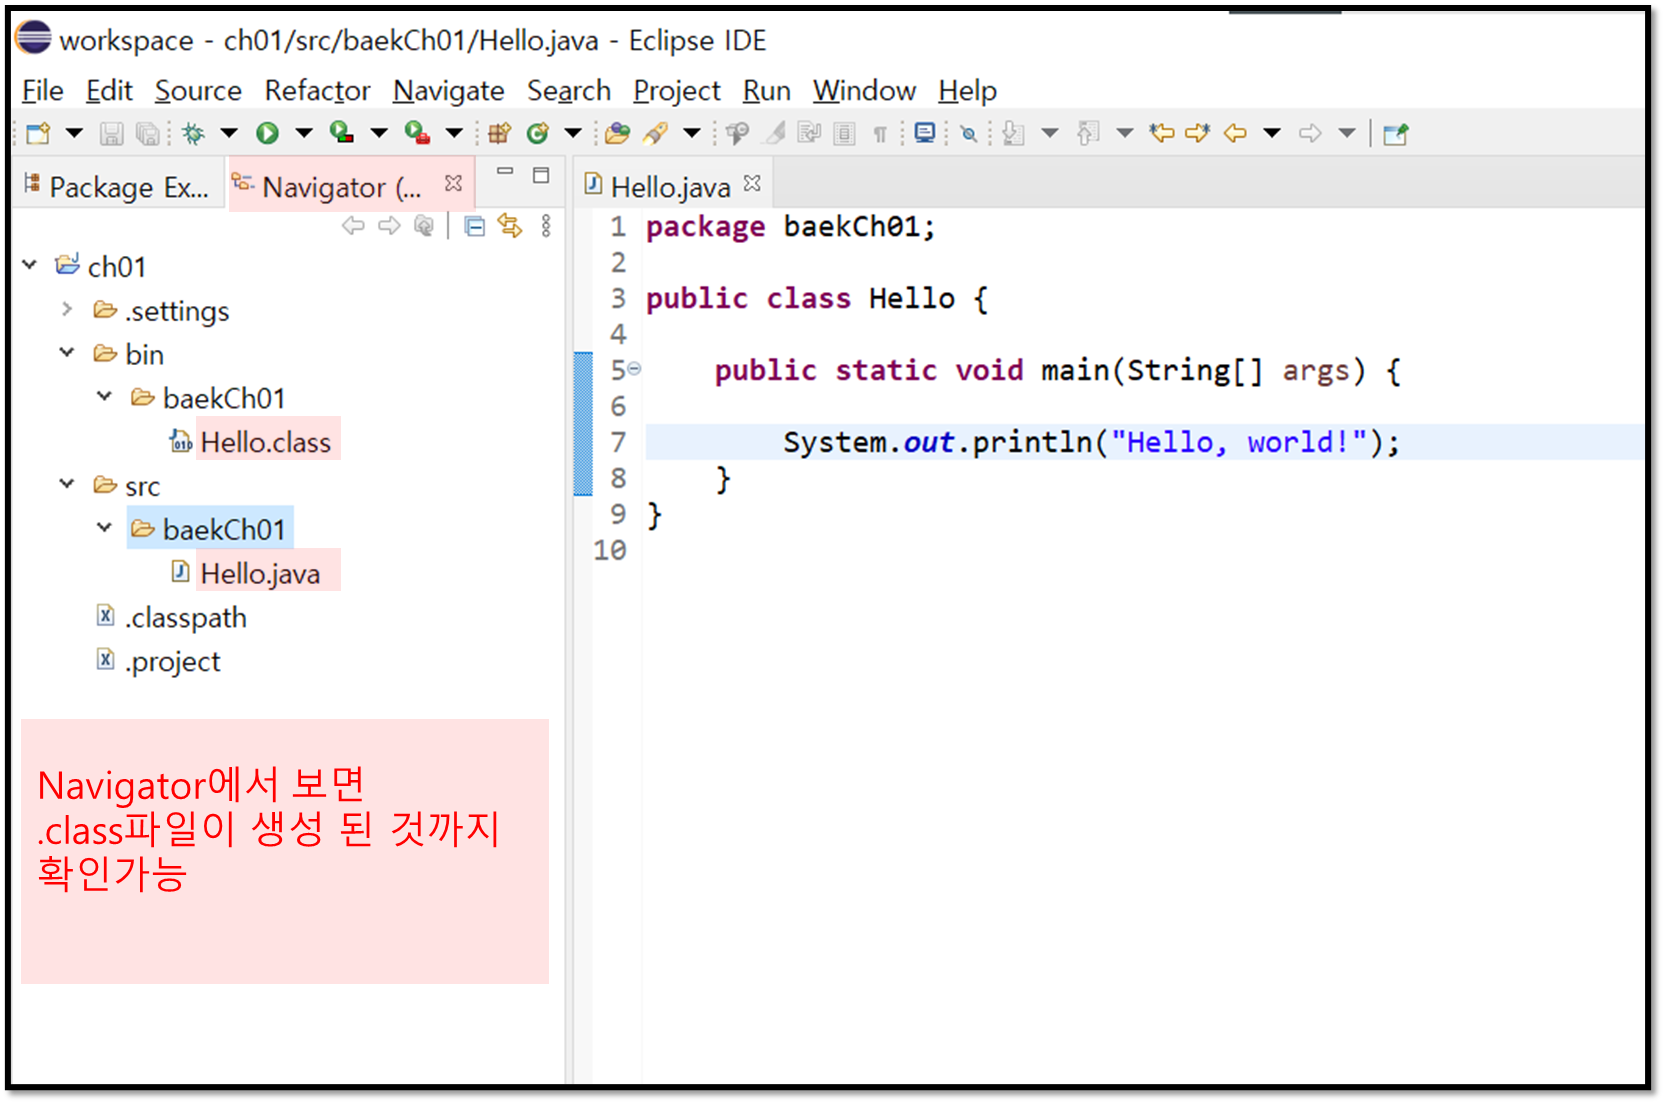 workspace - ch01/src/baekCh01/Hello.java - Eclipse IDE
File Edit Source Refactor Navigate Search Project Run Window Help
Package Ex... Navigator (... Hello.java
ch01
.settings
bin
baekCh01
Hello.class
src
baekCh01
Hello.java
.classpath
.project
Navigator에서 보면
.class파일이 생성 된 것까지
확인가능
1 package baekCh01;
2
3 public class Hello {
4
5 public static void main(String[] args) {
6
7 System.out.println("Hello, world!");
8 }
9 }
10